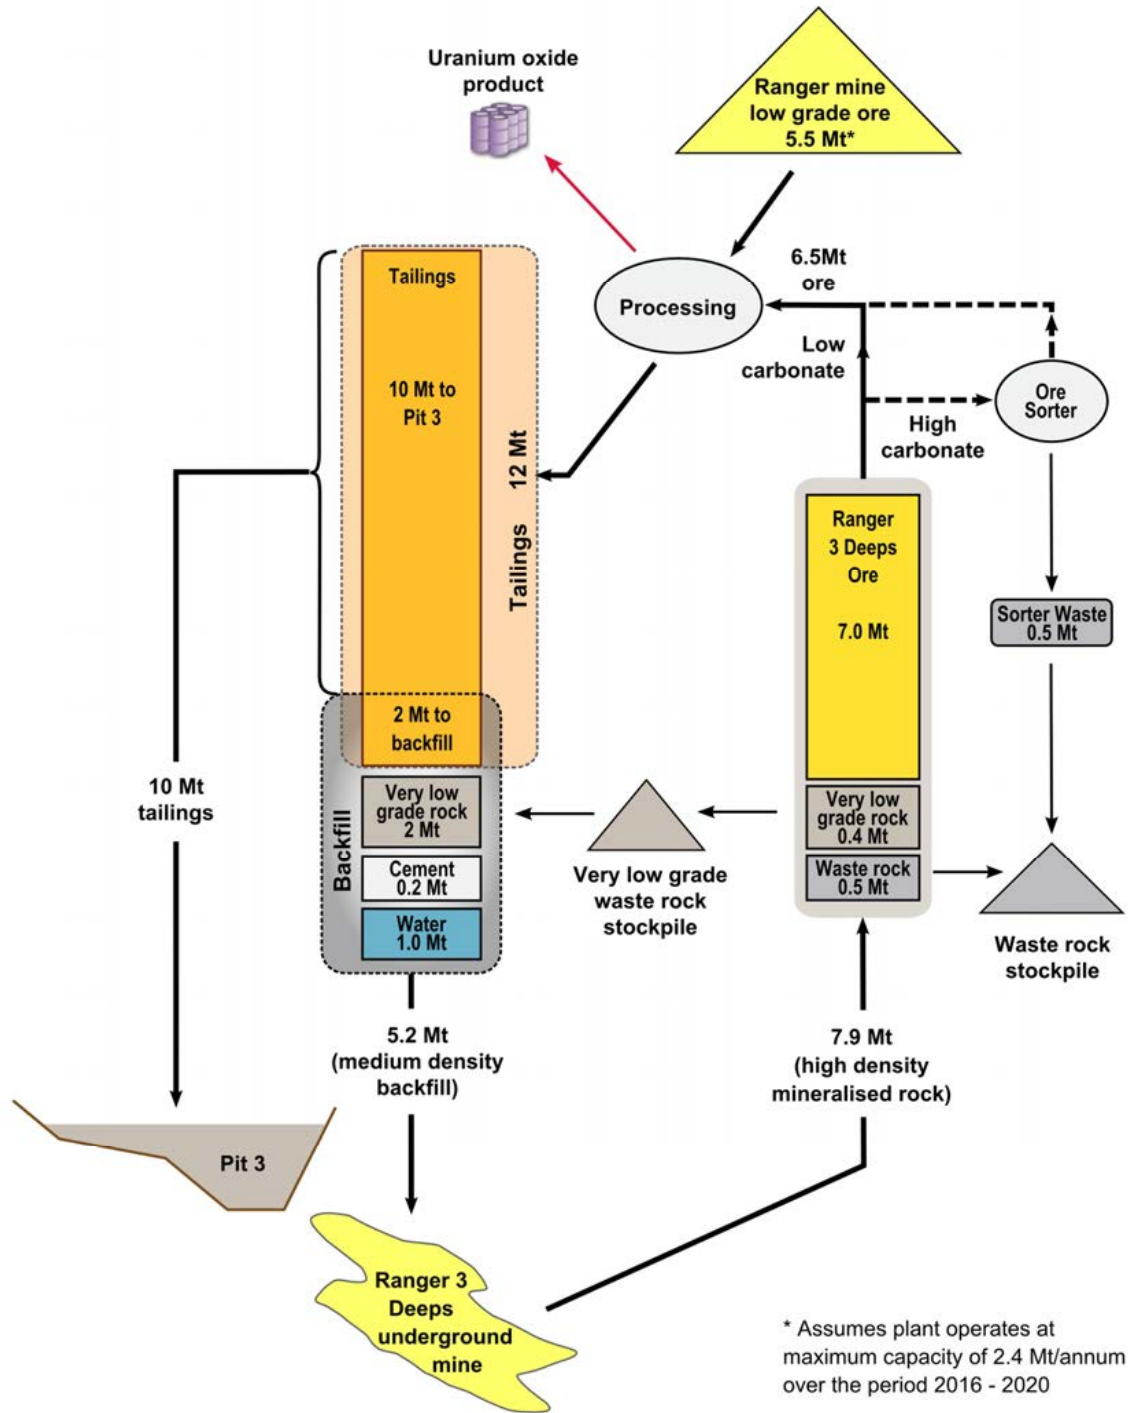 Uranium oxide
product
Ranger mine
low grade ore
5.5 Mt*
6.5Mt
ore
Processing
Low
carbonate
High
carbonate
Ore
Sorter
Tailings
10 Mt to
Pit 3
Tailings 12 Mt
Ranger
3 Deeps
Ore
7.0 Mt
Sorter Waste
0.5 Mt
2 Mt to
backfill
10 Mt
tailings
Backfill
Very low
grade rock
2 Mt
Cement
0.2 Mt
Water
1.0 Mt
Very low grade
waste rock
stockpile
Very low
grade rock
0.4 Mt
Waste rock
0.5 Mt
Waste rock
stockpile
5.2 Mt
(medium density
backfill)
7.9 Mt
(high density
mineralised rock)
Pit 3
Ranger 3
Deeps
underground
mine
* Assumes plant operates at
maximum capacity of 2.4 Mt/annum
over the period 2016 - 2020